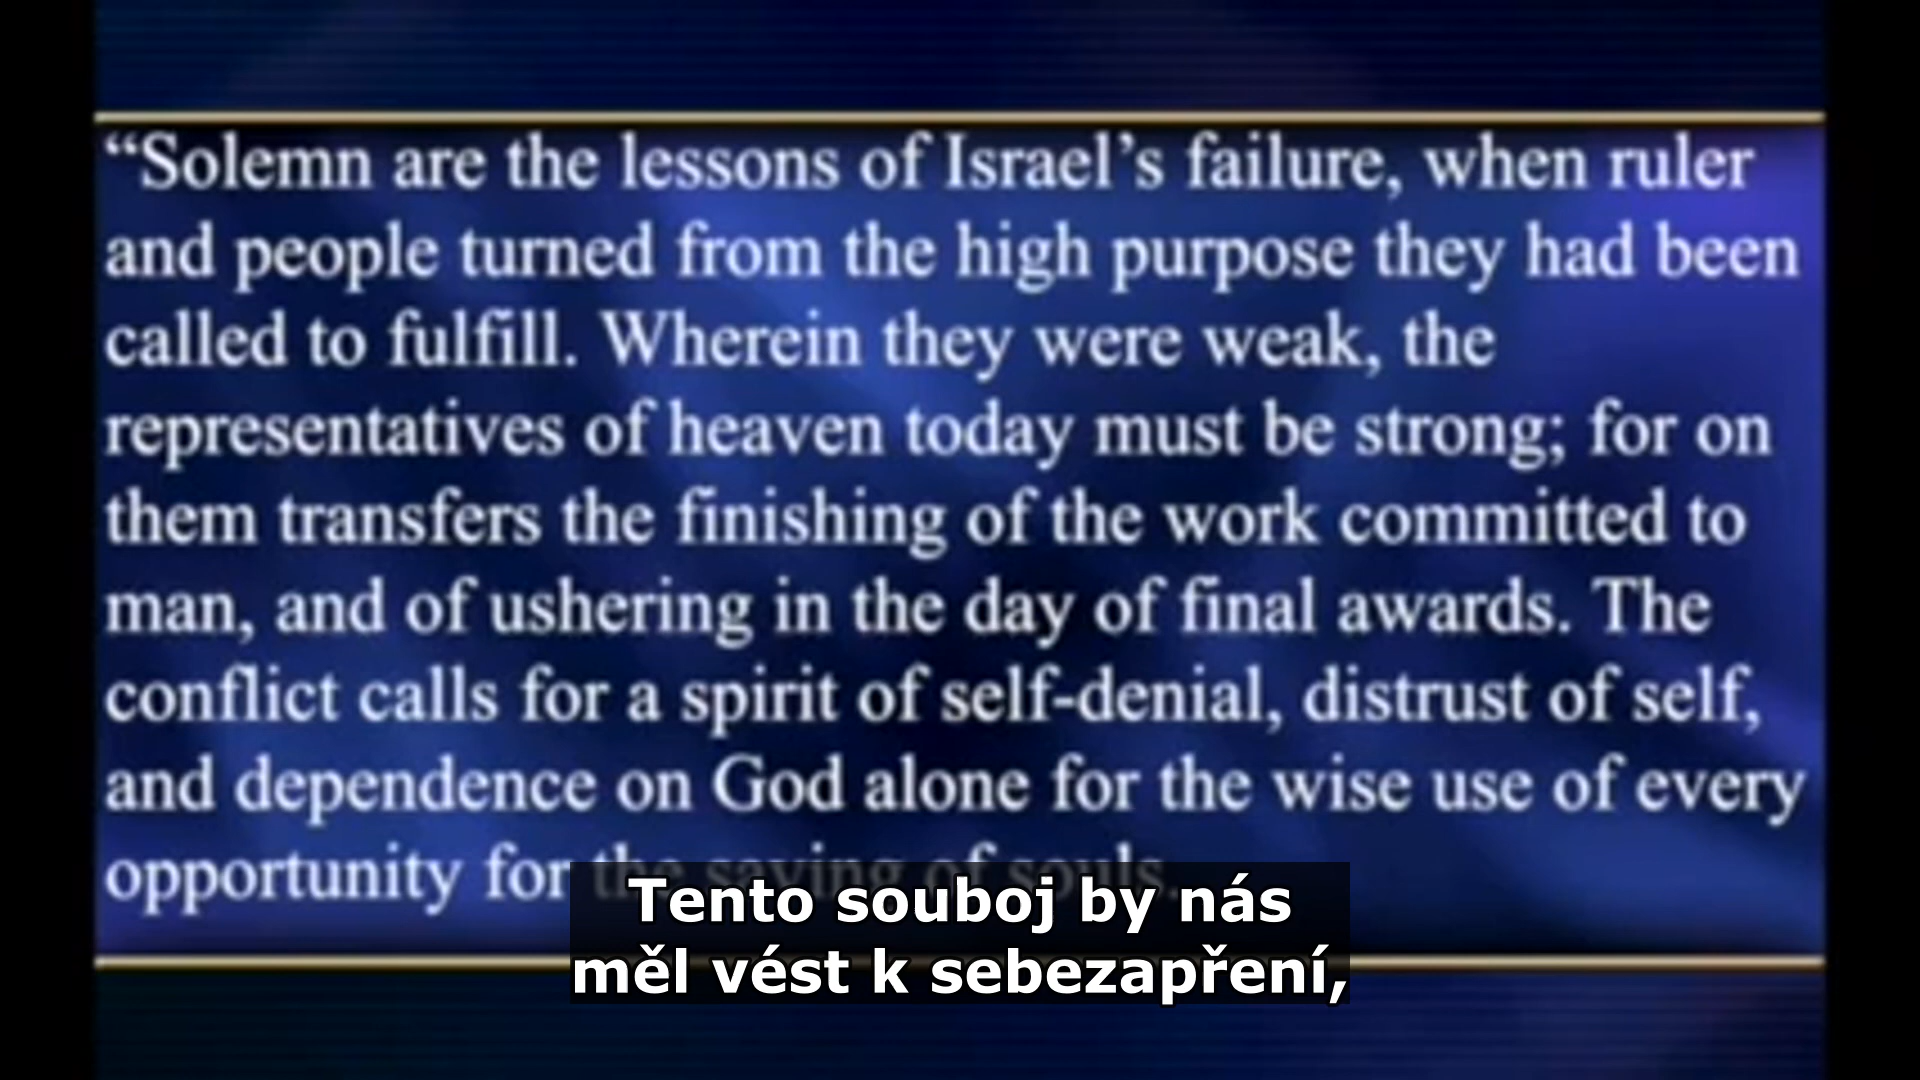 “Solemn are the lessons of Israel’s failure, when ruler
and people turned from the high purpose they had been
called to fulfill. Wherein they were weak, the
representatives of heaven today must be strong; for on
them transfers the finishing of the work committed to
man, and of ushering in the day of final awards. The
conflict calls for a spirit of self-denial, distrust of self,
and dependence on God alone for the wise use of every
opportunity for the saving of souls.
Tento souboj by nás
měl vést k sebezapření,